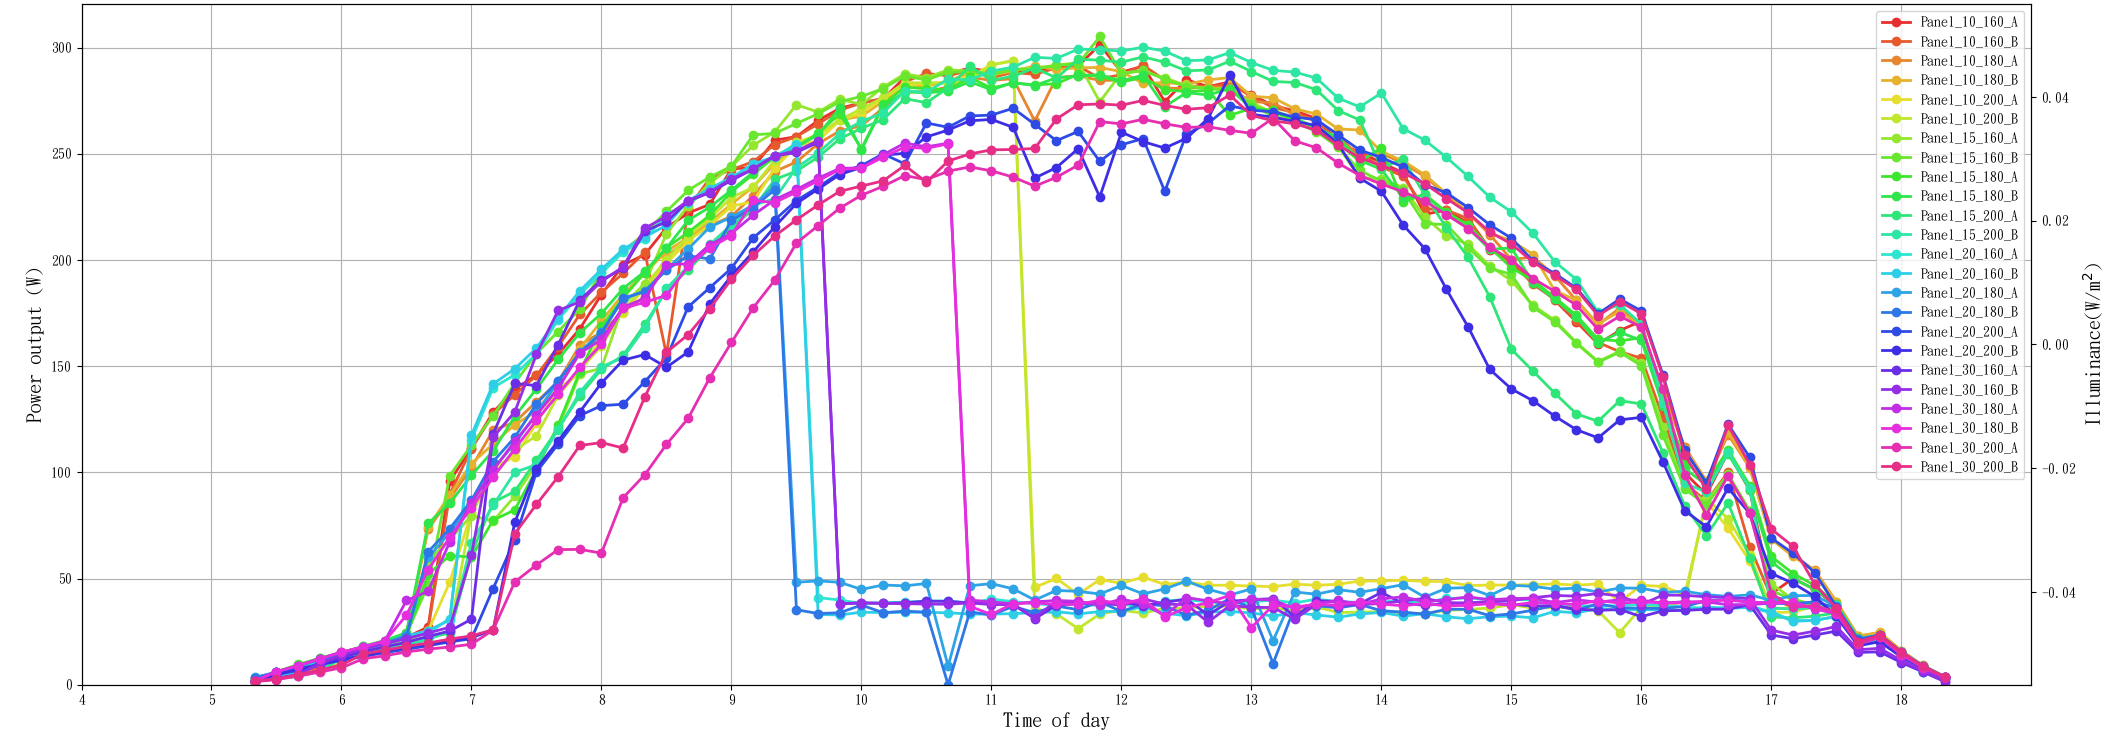 300
250
200
150
100
50
0
Power output (W)
4 5 6 7 8 9 10 11 12 13 14 15 16 17 18
Time of day
0.04
0.02
0.00
−0.02
−0.04
Illuminance(W/m²)
Panel_10_160_A
Panel_10_160_B
Panel_10_180_A
Panel_10_180_B
Panel_10_200_A
Panel_10_200_B
Panel_15_160_A
Panel_15_160_B
Panel_15_180_A
Panel_15_180_B
Panel_15_200_A
Panel_15_200_B
Panel_20_160_A
Panel_20_160_B
Panel_20_180_A
Panel_20_180_B
Panel_20_200_A
Panel_20_200_B
Panel_30_160_A
Panel_30_160_B
Panel_30_180_A
Panel_30_180_B
Panel_30_200_A
Panel_30_200_B